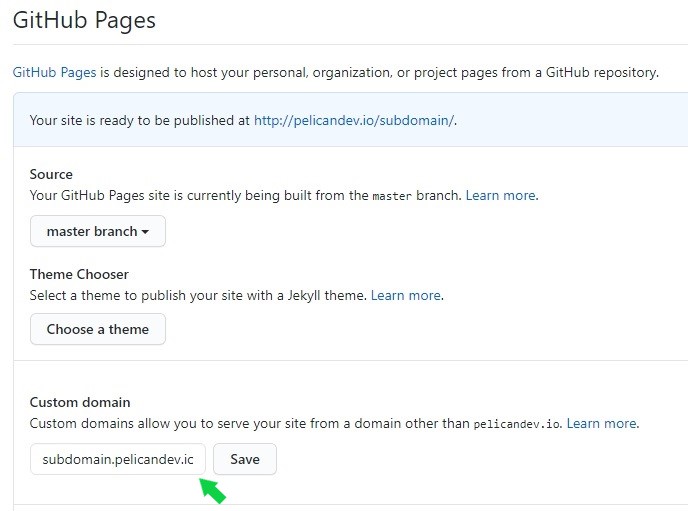 GitHub Pages
GitHub Pages is designed to host your personal, organization, or project pages from a GitHub repository.
Your site is ready to be published at http://pelicandev.io/subdomain/.
Source
Your GitHub Pages site is currently being built from the master branch. Learn more.
master branch
Theme Chooser
Select a theme to publish your site with a Jekyll theme. Learn more.
Choose a theme
Custom domain
Custom domains allow you to serve your site from a domain other than pelicandev.io. Learn more.
subdomain.pelicandev.ic Save